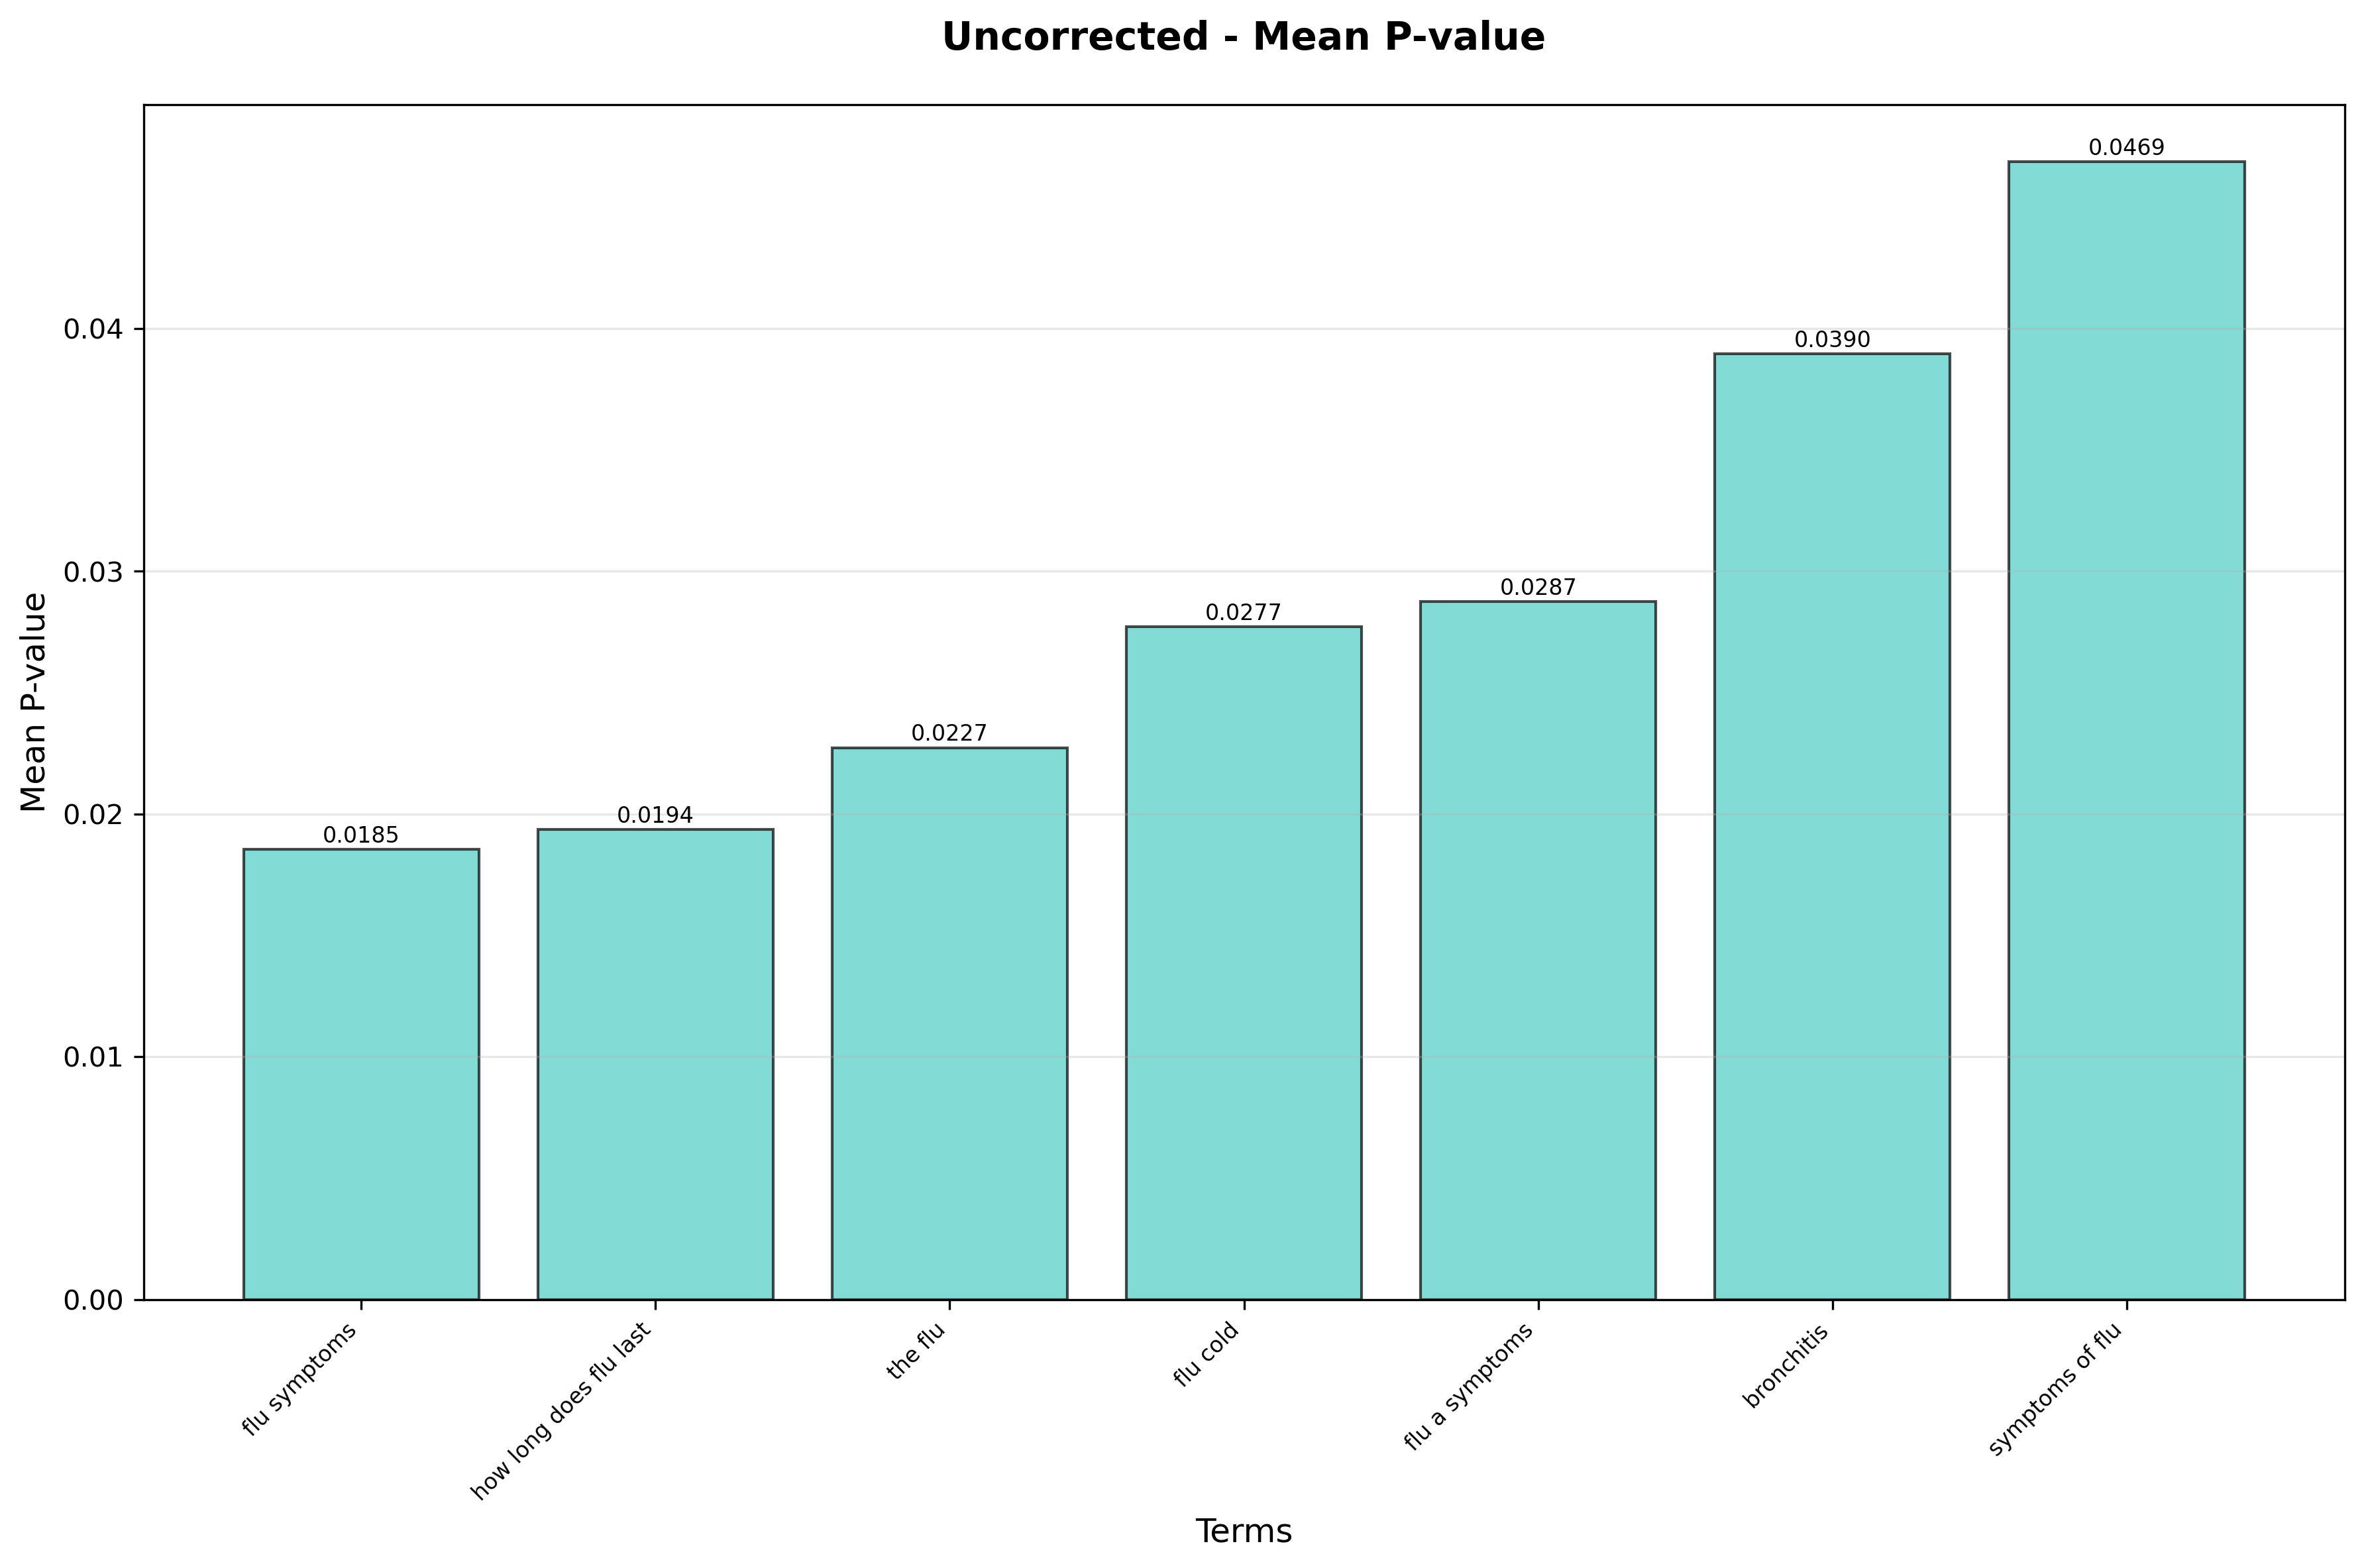 Uncorrected - Mean P-value
Mean P-value
0.04
0.03
0.02
0.01
0.00
0.0185
0.0194
0.0227
0.0277
0.0287
0.0390
0.0469
flu symptoms
how long does flu last
the flu
flu cold
flu a symptoms
bronchitis
symptoms of flu
Terms